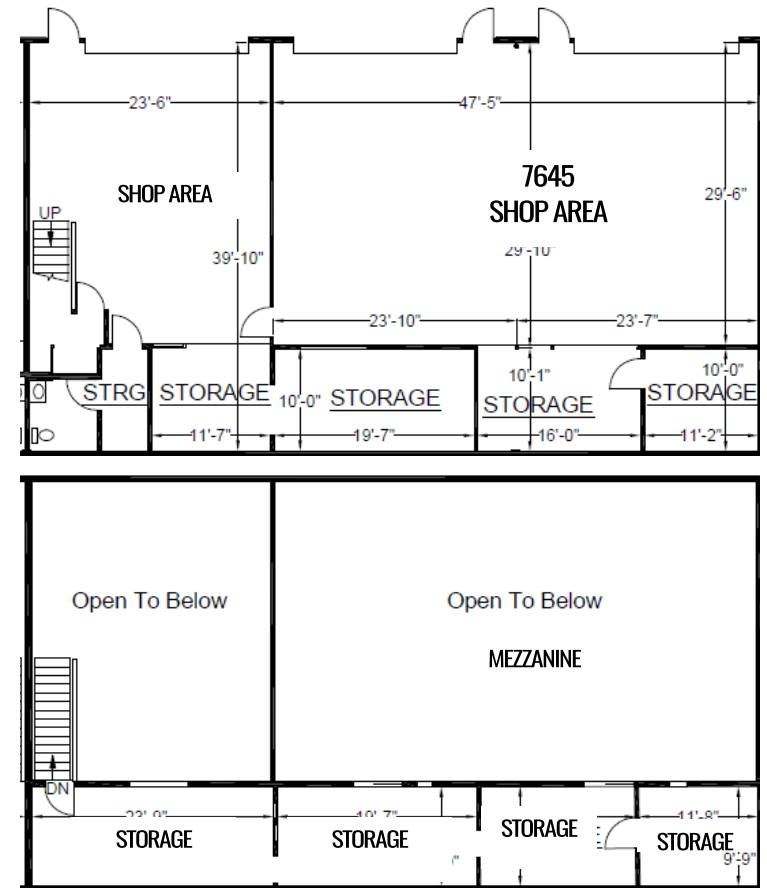 23'-6"
47'-5"
SHOP AREA
7645
SHOP AREA
29'-6"
UP
39'-10"
29'-10"
23'-10"
23'-7"
STRG
STORAGE
10'-0"
STORAGE
10'-1"
STORAGE
10'-0"
STORAGE
11'-7"
19'-7"
16'-0"
11'-2"
Open To Below
Open To Below
MEZZANINE
DN
23'-9"
19'-7"
11'-8"
STORAGE
STORAGE
STORAGE
STORAGE
9'-9"